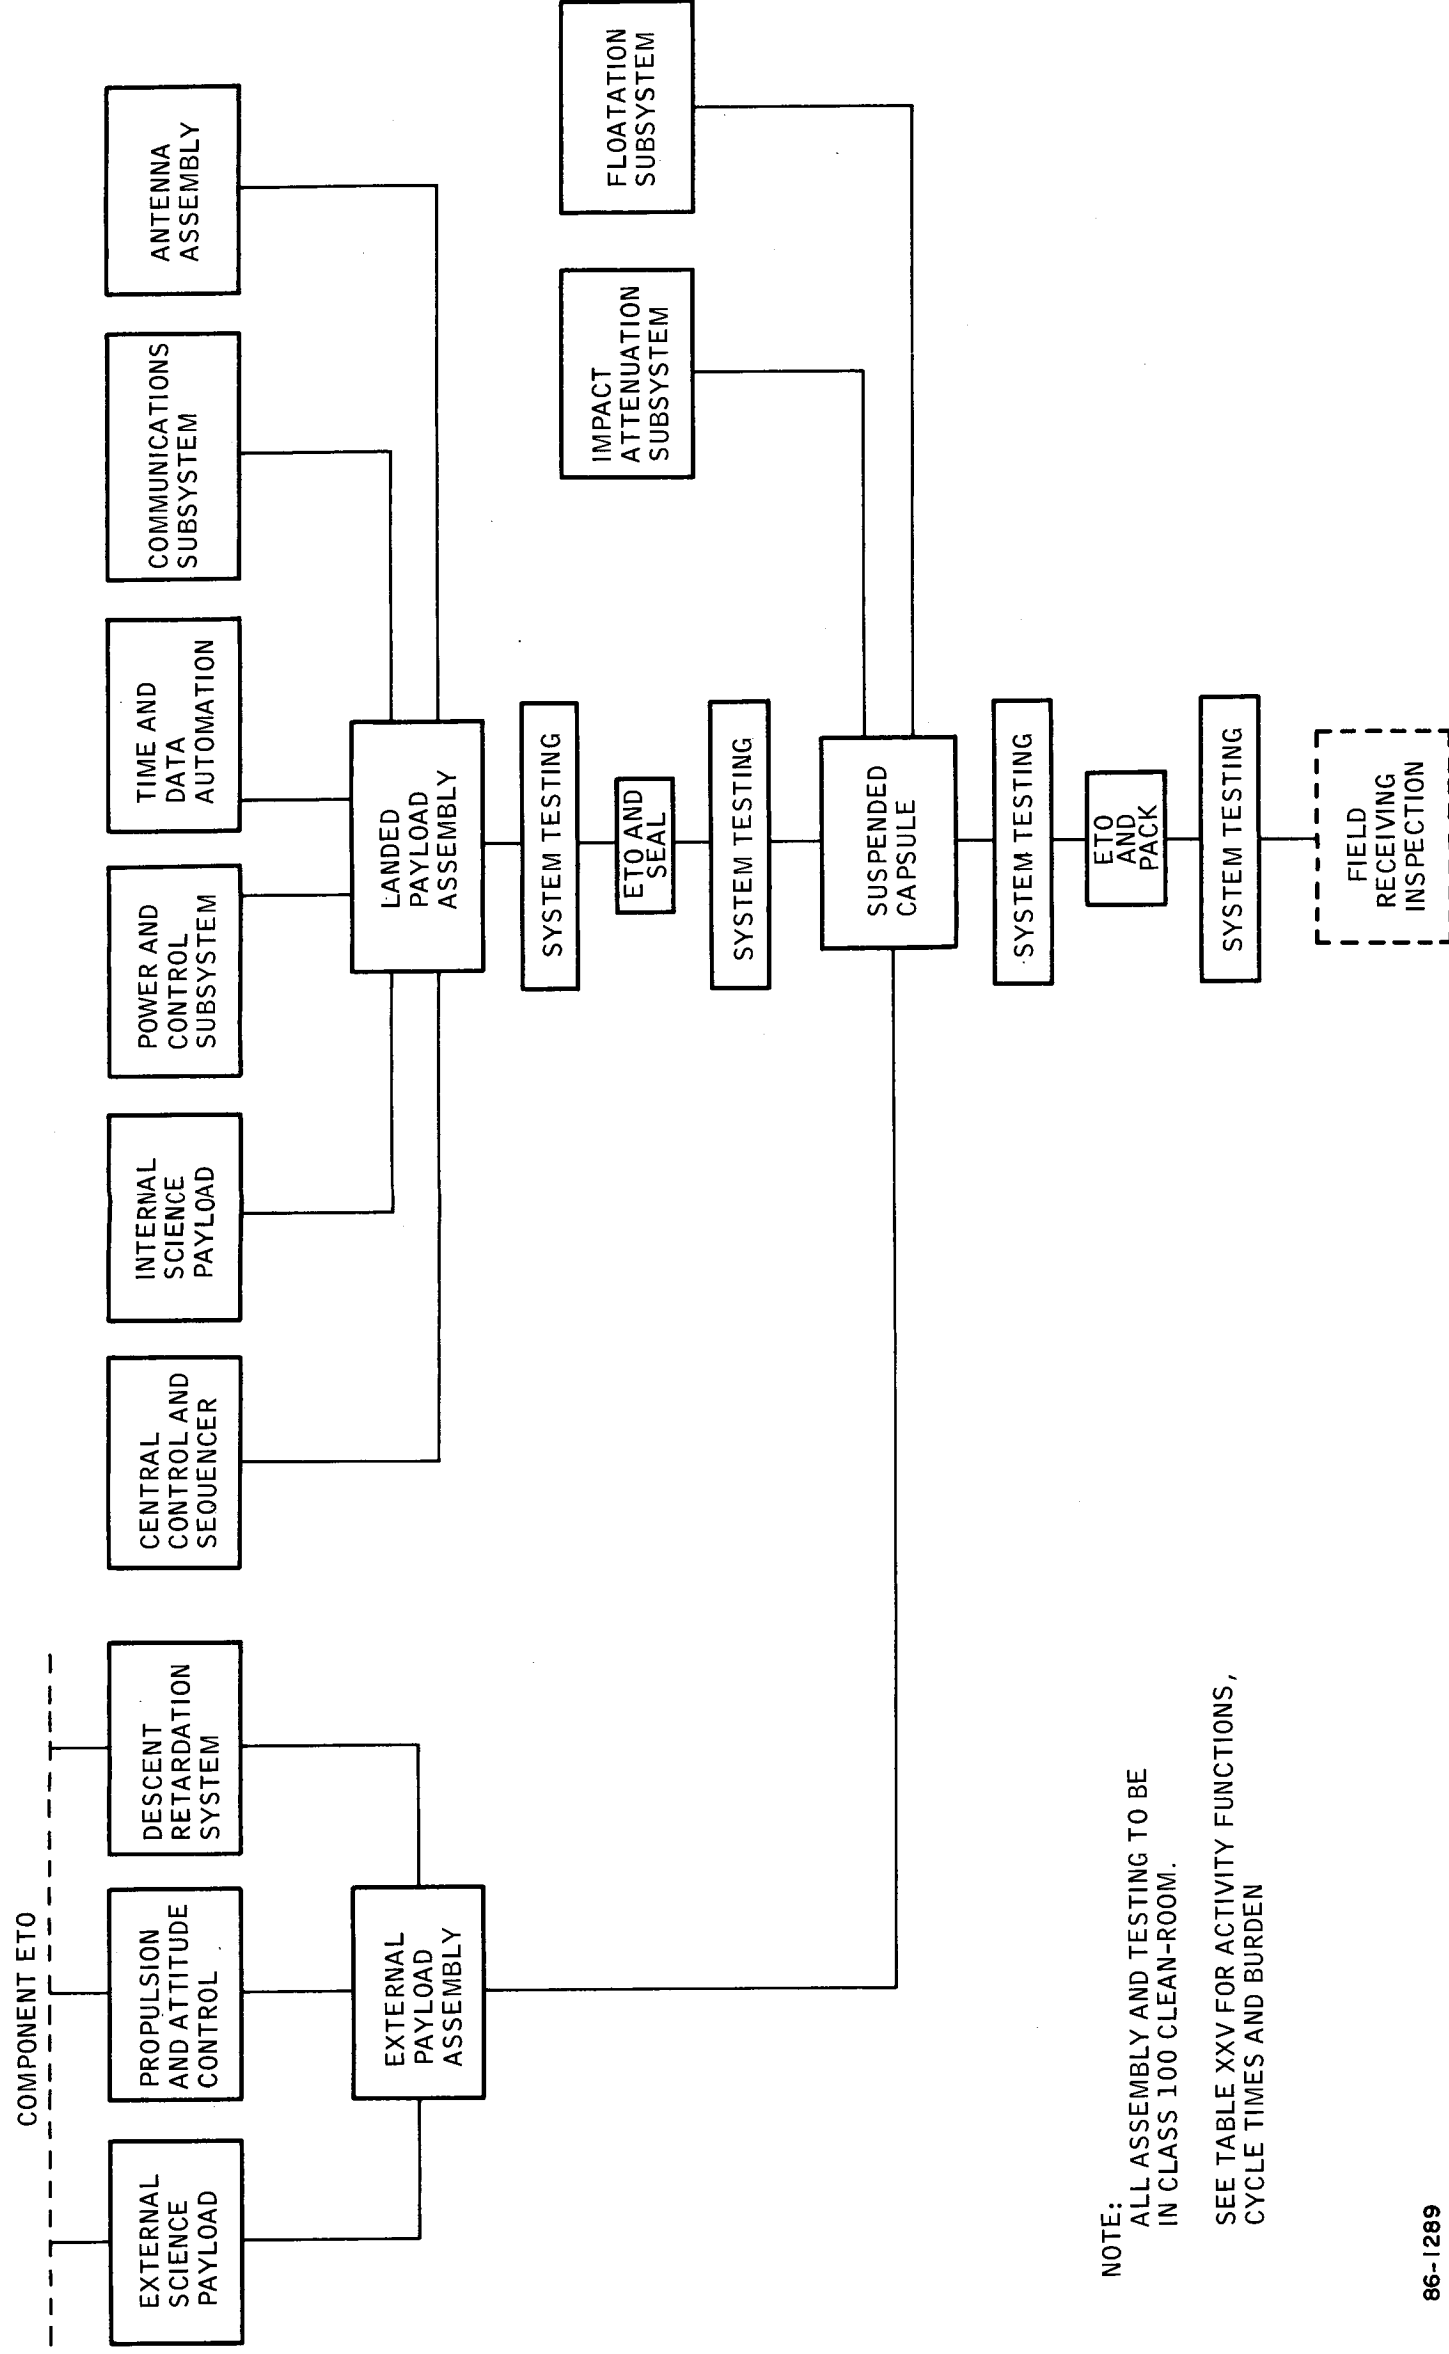 COMPONENT ETO
EXTERNAL
SCIENCE
PAYLOAD
PROPULSION
AND ATTITUDE
CONTROL
DESCENT
RETARDATION
SYSTEM
CENTRAL
CONTROL AND
SEQUENCER
INTERNAL
SCIENCE
PAYLOAD
POWER AND
CONTROL
SUBSYSTEM
TIME AND
DATA
AUTOMATION
COMMUNICATIONS
SUBSYSTEM
ANTENNA
ASSEMBLY
EXTERNAL
PAYLOAD
ASSEMBLY
LANDED
PAYLOAD
ASSEMBLY
SYSTEM TESTING
ETO AND
SEAL
SYSTEM TESTING
IMPACT
ATTENUATION
SUBSYSTEM
FLOATATION
SUBSYSTEM
SUSPENDED
CAPSULE
SYSTEM TESTING
ETO
AND
PACK
SYSTEM TESTING
FIELD
RECEIVING
INSPECTION
NOTE:
ALL ASSEMBLY AND TESTING TO BE
IN CLASS 100 CLEAN-ROOM.
SEE TABLE XXV FOR ACTIVITY FUNCTIONS,
CYCLE TIMES AND BURDEN
86-1289